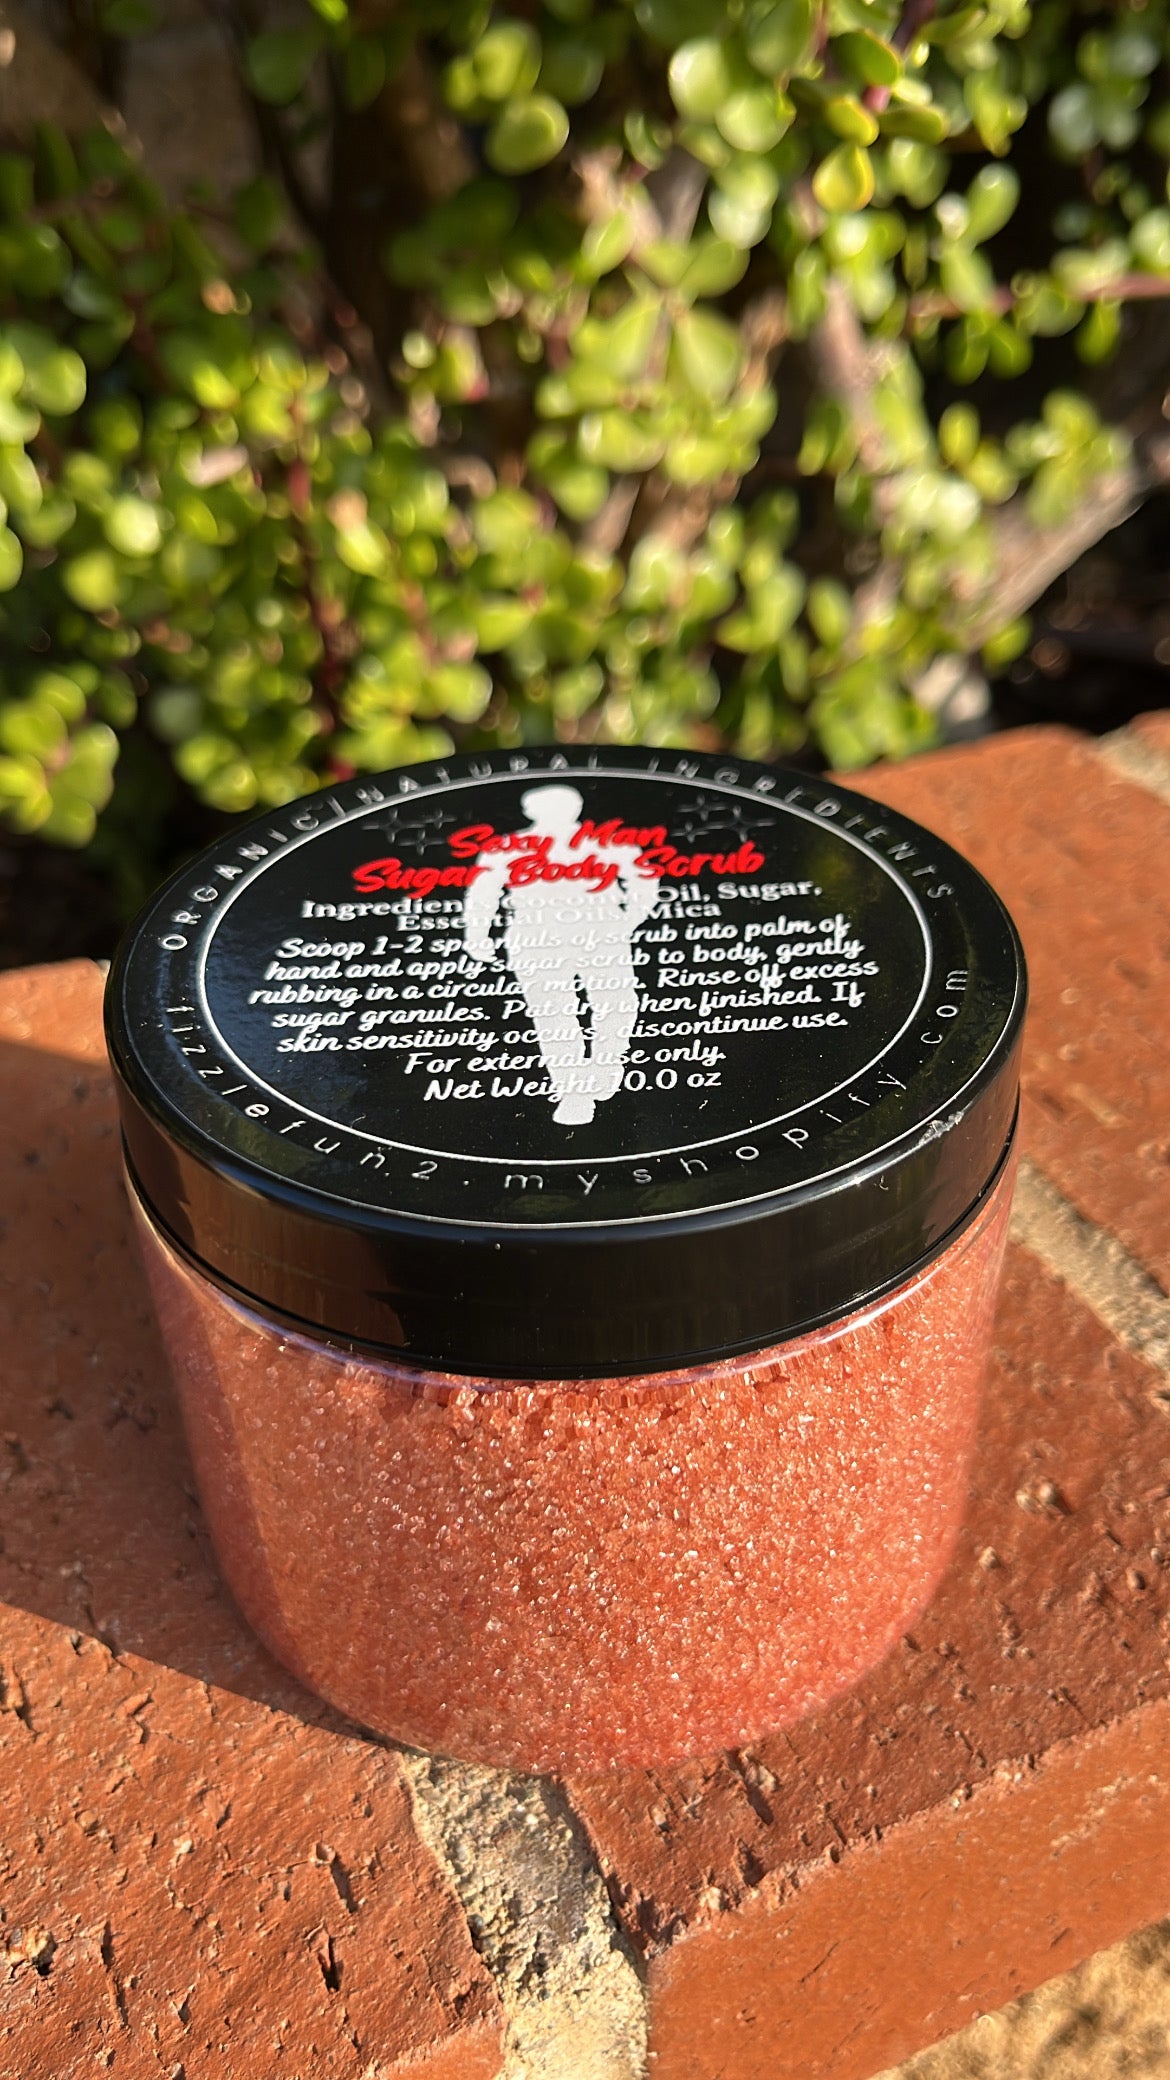 ORGANIC/NATURAL INGREDIENTS
Sexy Man
Sugar Body Scrub
Ingredients: Coconut Oil, Sugar,
Essential Oils, Mica
Scoop 1-2 spoonfuls of scrub into palm of
hand and apply sugar scrub to body, gently
rubbing in a circular motion. Rinse off excess
sugar granules. Pat dry when finished. If
skin sensitivity occurs, discontinue use.
For external use only.
Net Weight 10.0 oz